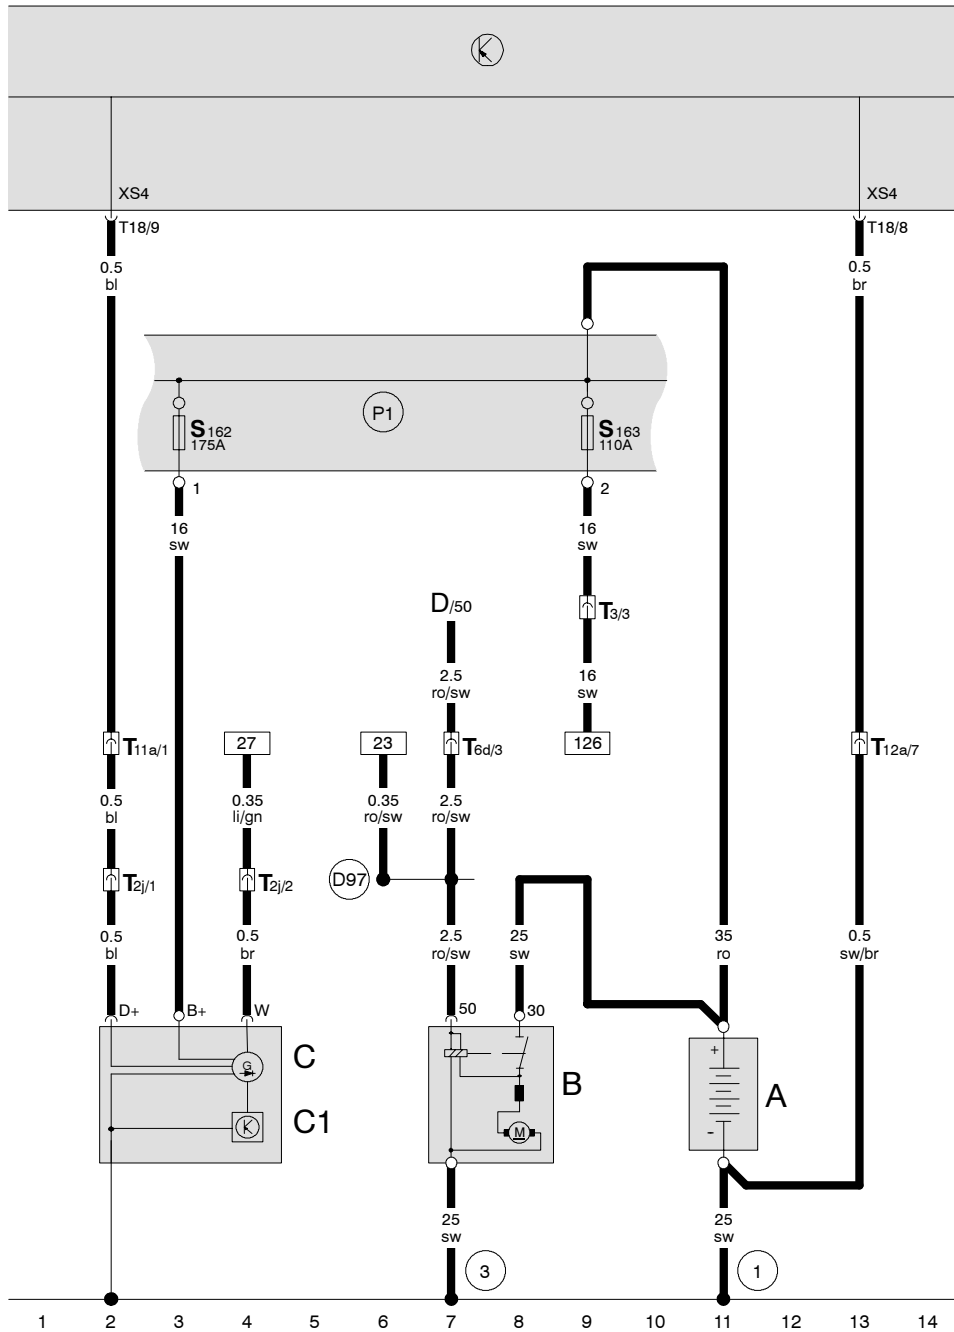 XS4
XS4
T18/9
T18/8
0.5
bl
0.5
br
P1
S162
175A
S163
110A
1
2
16
sw
16
sw
D/50
T3/3
2.5
ro/sw
16
sw
T11a/1
27
23
T6d/3
126
T12a/7
0.5
bl
0.35
li/gn
0.35
ro/sw
2.5
ro/sw
T2j/1
T2j/2
D97
0.5
bl
0.5
br
2.5
ro/sw
25
sw
35
ro
0.5
sw/br
D+
B+
W
50
30
G
C
C1
M
B
+
-
A
25
sw
25
sw
3
1
1 2 3 4 5 6 7 8 9 10 11 12 13 14